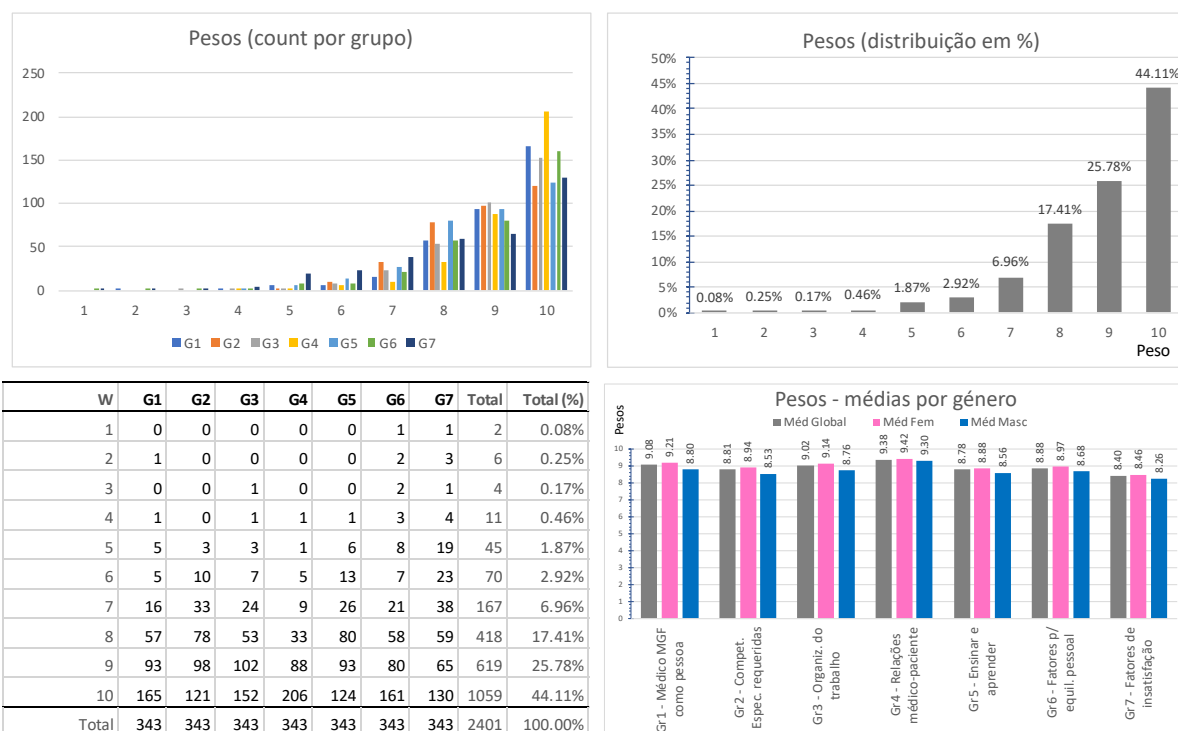 Pesos (count por grupo)
250
200
150
100
50
0
1 2 3 4 5 6 7 8 9 10
G1 G2 G3 G4 G5 G6 G7
Pesos (distribuição em %)
50%
45%
40%
35%
30%
25%
20%
15%
10%
5%
0%
0.08% 0.25% 0.17% 0.46% 1.87% 2.92% 6.96% 17.41% 25.78% 44.11%
1 2 3 4 5 6 7 8 9 10
Peso
W G1 G2 G3 G4 G5 G6 G7 Total Total (%)
1 0 0 0 0 0 1 1 2 0.08%
2 1 0 0 0 0 2 3 6 0.25%
3 0 0 1 0 0 2 1 4 0.17%
4 1 0 1 1 1 3 4 11 0.46%
5 5 3 3 1 6 8 19 45 1.87%
6 5 10 7 5 13 7 23 70 2.92%
7 16 33 24 9 26 21 38 167 6.96%
8 57 78 53 33 80 58 59 418 17.41%
9 93 98 102 88 93 80 65 619 25.78%
10 165 121 152 206 124 161 130 1059 44.11%
Total 343 343 343 343 343 343 343 2401 100.00%
Pesos - médias por género
Méd Global Méd Fem Méd Masc
Pesos
10
9
8
7
6
5
4
3
2
1
0
9.08 9.21 8.80
8.81 8.94 8.53
9.02 9.14 8.76
9.38 9.42 9.30
8.78 8.88 8.56
8.88 8.97 8.68
8.40 8.46 8.26
Gr1 - Médico MGF
como pessoa
Gr2 - Compet.
Espec. requeridas
Gr3 - Organiz. do
trabalho
Gr4 - Relações
médico-paciente
Gr5 - Ensinar e
aprender
Gr6 - Fatores p/
equil. pessoal
Gr7 - Fatores de
insatisfação